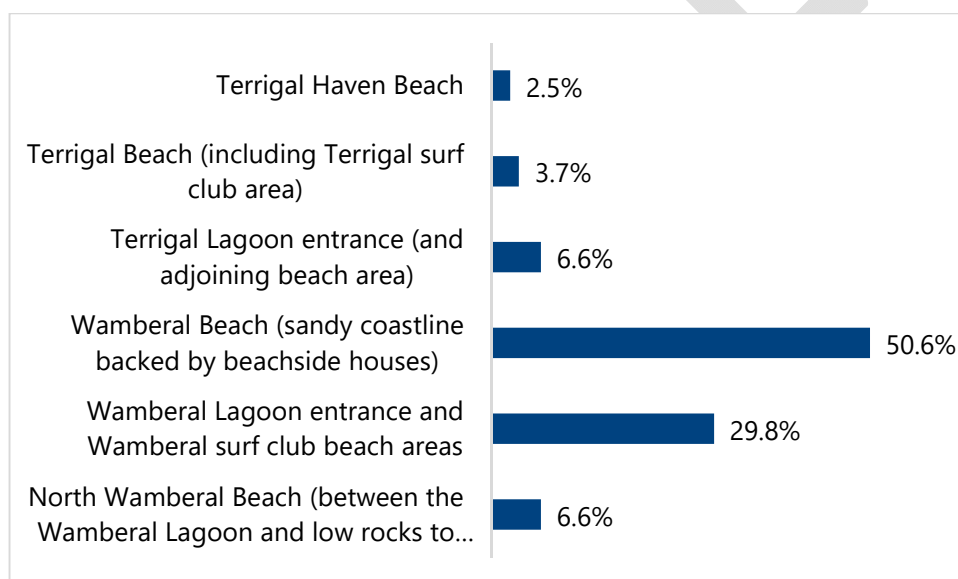 Terrigal Haven Beach
2.5%
Terrigal Beach (including Terrigal surf
club area)
3.7%
Terrigal Lagoon entrance (and
adjoining beach area)
6.6%
Wamberal Beach (sandy coastline
backed by beachside houses)
50.6%
Wamberal Lagoon entrance and
Wamberal surf club beach areas
29.8%
North Wamberal Beach (between the
Wamberal Lagoon and low rocks to...
6.6%